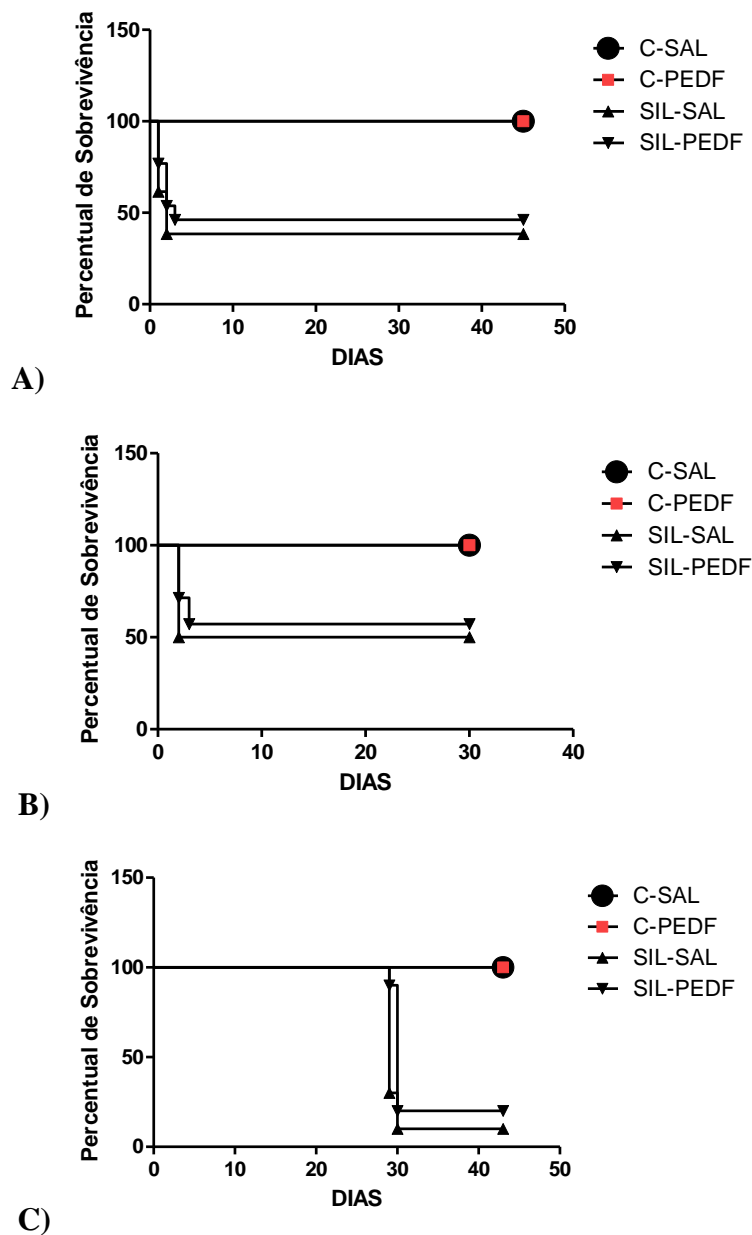 150
100
50
0
Percentual de Sobrevivência
0 10 20 30 40 50
DIAS
C-SAL
C-PEDF
SIL-SAL
SIL-PEDF
A)
150
100
50
0
Percentual de Sobrevivência
0 10 20 30 40
DIAS
C-SAL
C-PEDF
SIL-SAL
SIL-PEDF
B)
150
100
50
0
Percentual de Sobrevivência
0 10 20 30 40 50
DIAS
C-SAL
C-PEDF
SIL-SAL
SIL-PEDF
C)